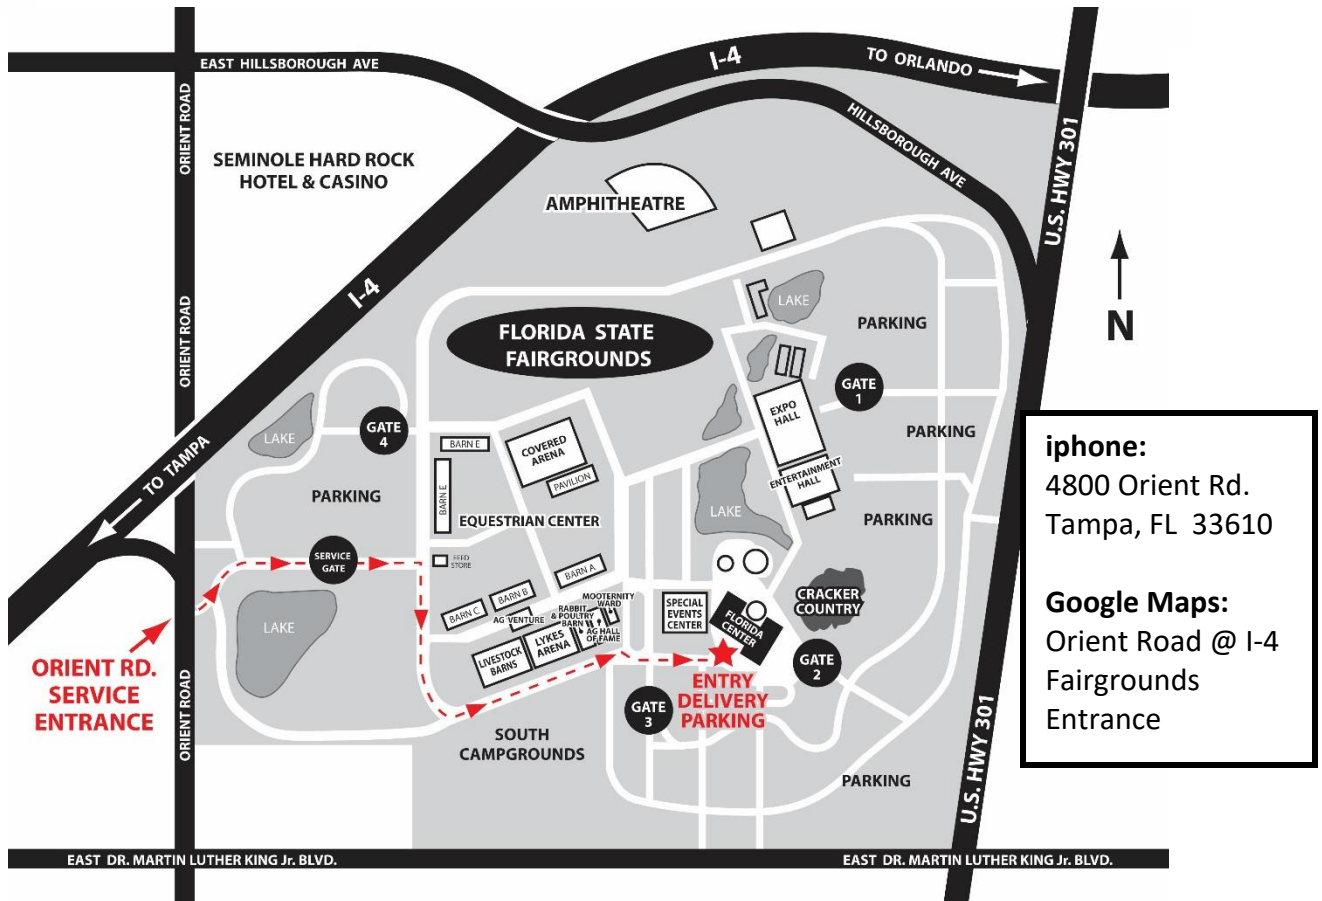 EAST HILLSBOROUGH AVE
I-4
TO ORLANDO
ORIENT ROAD
SEMINOLE HARD ROCK
HOTEL & CASINO
HILLSBOROUGH AVE
U.S. HWY 301
AMPHITHEATRE
I-4
N
LAKE
PARKING
ORIENT ROAD
FLORIDA STATE
FAIRGROUNDS
GATE
1
EXPO
HALL
PARKING
LAKE
GATE
4
BARN E
COVERED
ARENA
PAVILION
ENTERTAINMENT
HALL
TO TAMPA
PARKING
BARN E
EQUESTRIAN CENTER
LAKE
PARKING
iphone:
4800 Orient Rd.
Tampa, FL 33610
Google Maps:
Orient Road @ I-4
Fairgrounds
Entrance
SERVICE
GATE
FEED
STORE
BARN A
BARN B
BARN C
AG VENTURE
MOOTERNITY
WARD
RABBIT
& POULTRY
BARN
AG HALL
OF FAME
LYKES
ARENA
LIVESTOCK
BARNS
SPECIAL
EVENTS
CENTER
FLORIDA
CENTER
CRACKER
COUNTRY
LAKE
GATE
2
ORIENT RD.
SERVICE
ENTRANCE
ORIENT ROAD
ENTRY
DELIVERY
PARKING
GATE
3
SOUTH
CAMPGROUNDS
PARKING
U.S. HWY 301
EAST DR. MARTIN LUTHER KING Jr. BLVD.
EAST DR. MARTIN LUTHER KING Jr. BLVD.